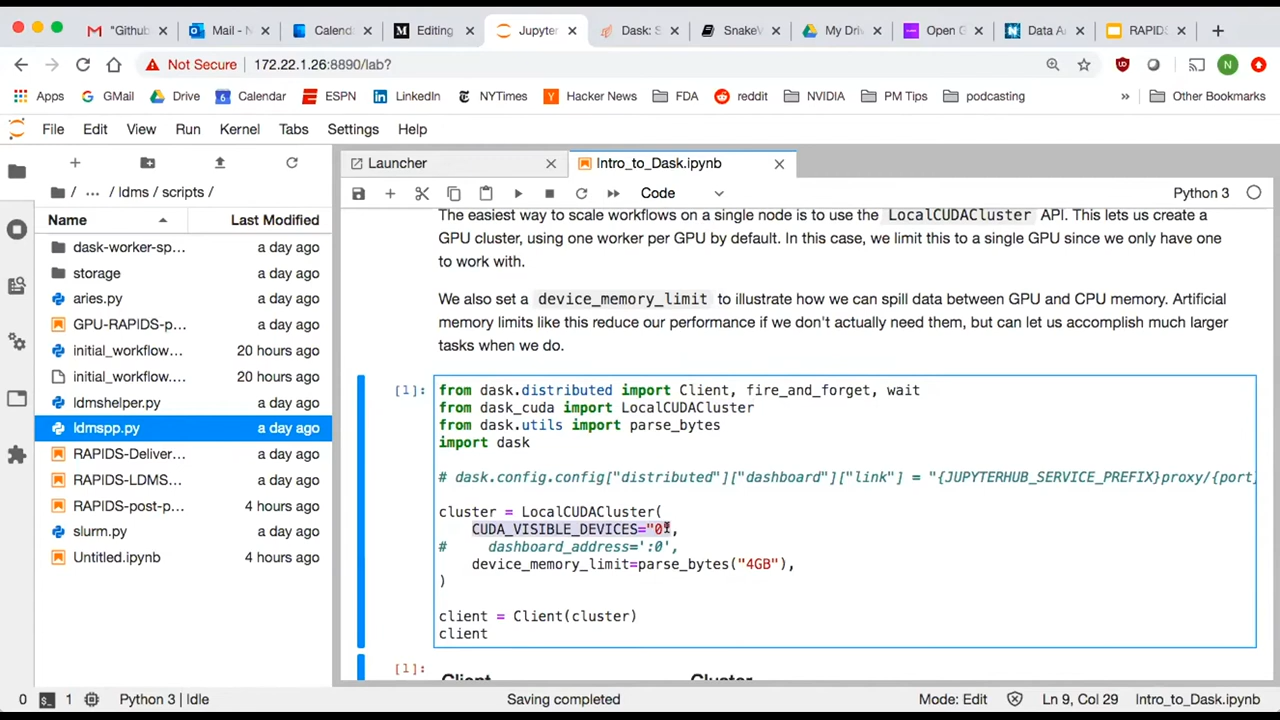 "Github
Mail - N
Calend
Editing
Jupyter
Dask: S
SnakeV
My Driv
Open G
Data A
RAPIDS
Not Secure
172.22.1.26:8890/lab?
N
Apps
GMail
Drive
Calendar
ESPN
LinkedIn
NYTimes
Hacker News
FDA
reddit
NVIDIA
PM Tips
podcasting
»
Other Bookmarks
File Edit View Run Kernel Tabs Settings Help
Launcher
Intro_to_Dask.ipynb
/ ... / ldms / scripts /
Code
Python 3
Name Last Modified
dask-worker-sp... a day ago
storage a day ago
aries.py a day ago
GPU-RAPIDS-p... a day ago
initial_workflow... 20 hours ago
initial_workflow.... 20 hours ago
ldmshelper.py a day ago
ldmspp.py a day ago
RAPIDS-Deliver... a day ago
RAPIDS-LDMS... a day ago
RAPIDS-post-p... 4 hours ago
slurm.py a day ago
Untitled.ipynb 4 hours ago
The easiest way to scale workflows on a single node is to use the LocalCUDACluster API. This lets us create a
GPU cluster, using one worker per GPU by default. In this case, we limit this to a single GPU since we only have one
to work with.
We also set a device_memory_limit to illustrate how we can spill data between GPU and CPU memory. Artificial
memory limits like this reduce our performance if we don't actually need them, but can let us accomplish much larger
tasks when we do.
[1]:
from dask.distributed import Client, fire_and_forget, wait
from dask_cuda import LocalCUDACluster
from dask.utils import parse_bytes
import dask
# dask.config.config["distributed"]["dashboard"]["link"] = "{JUPYTERHUB_SERVICE_PREFIX}proxy/{port}
cluster = LocalCUDACluster(
CUDA_VISIBLE_DEVICES="0",
# dashboard_address=':0',
device_memory_limit=parse_bytes("4GB"),
)
client = Client(cluster)
client
[1]:
Client Cluster
0 1 Python 3 | Idle Saving completed Mode: Edit Ln 9, Col 29 Intro_to_Dask.ipynb